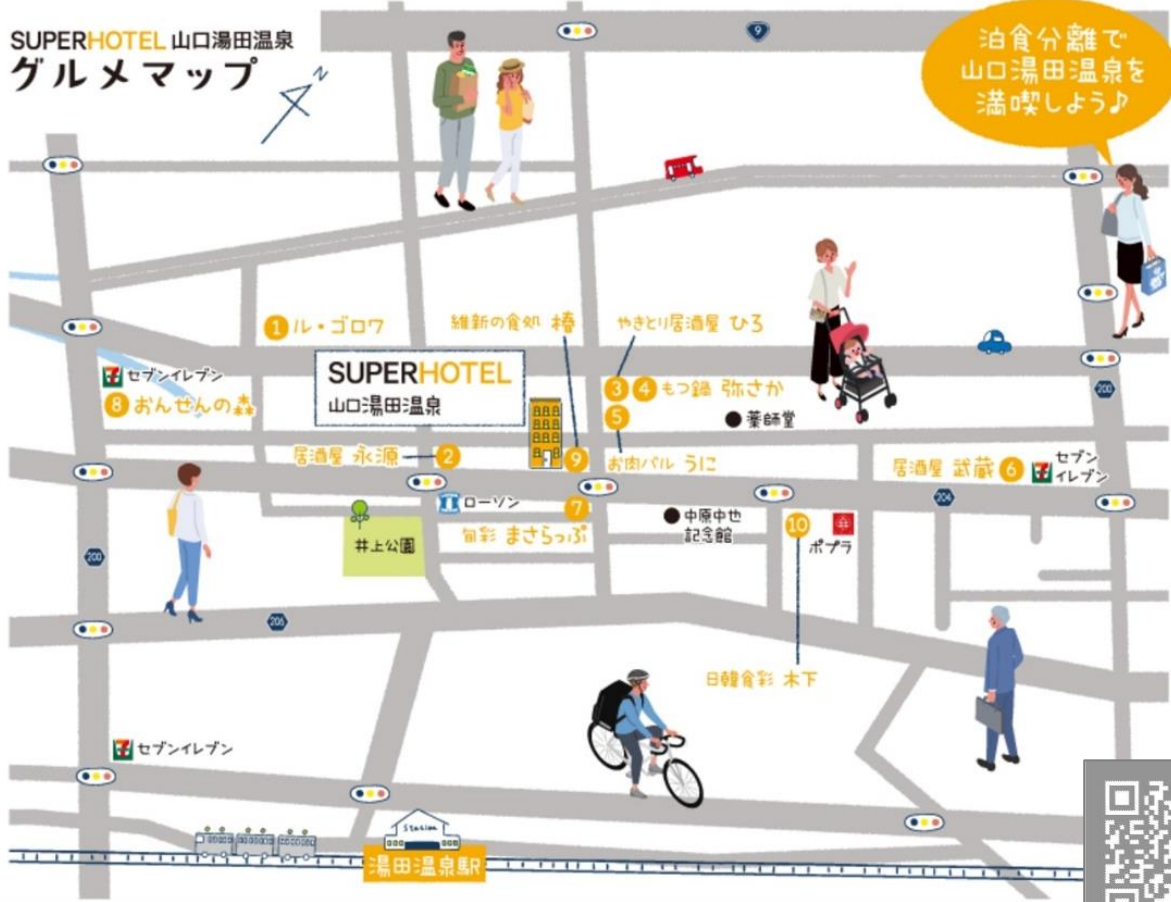 SUPERHOTEL 山口湯田温泉
グルメマップ
N
9
泊食分離で
山口湯田温泉を
満喫しよう♪
1 ル・ゴロワ
維新の食処 椿
やきとり居酒屋 ひろ
SUPERHOTEL
山口湯田温泉
3 4 もつ鍋 弥さか
5
薬師堂
7
セブンイレブン
8 おんせんの森
200
居酒屋 永源 2
9
お肉バル うに
居酒屋 武蔵 6
7
セブン
イレブン
204
ローソン
7
旬彩 まさらっぷ
井上公園
中原中也
記念館
10
ポプラ
200
206
日韓食彩 木下
7
セブンイレブン
Station
湯田温泉駅